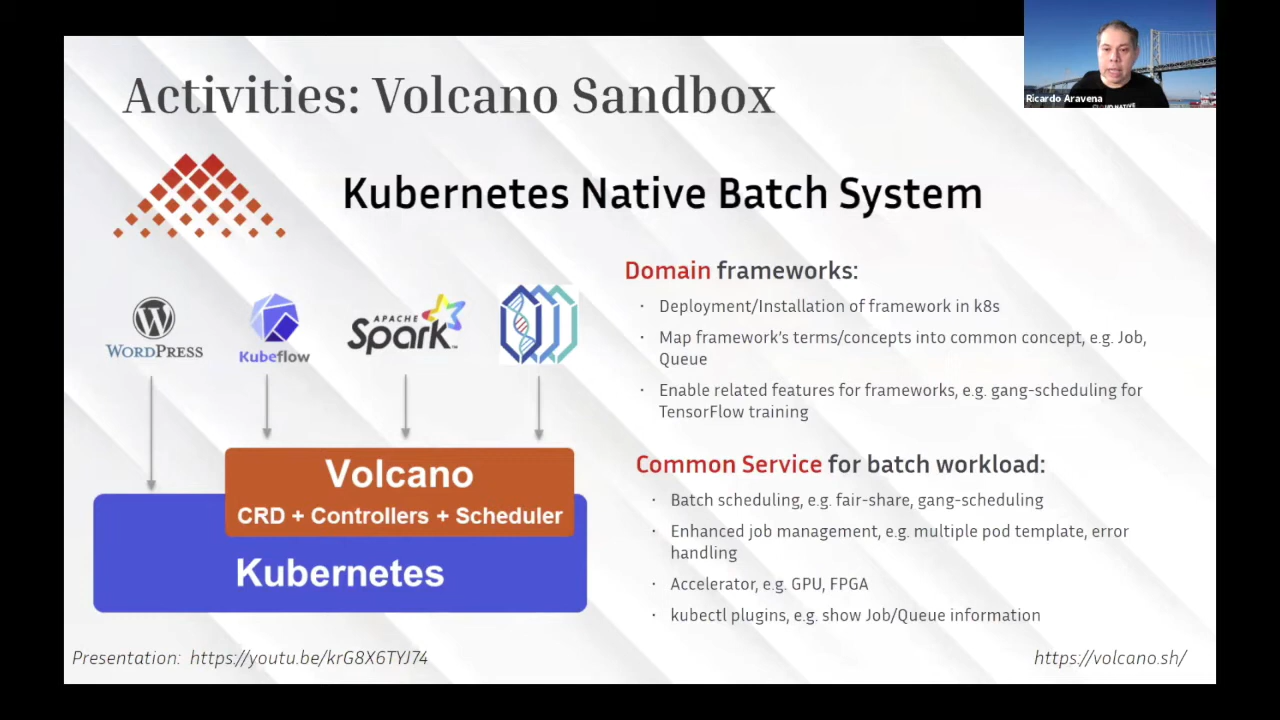 Activities: Volcano Sandbox
Ricardo Aravena
CLOUD NATIVE
Kubernetes Native Batch System
WORDPRESS
Kubeflow
APACHE
Spark™
Domain frameworks:
· Deployment/Installation of framework in k8s
· Map framework's terms/concepts into common concept, e.g. Job,
Queue
· Enable related features for frameworks, e.g. gang-scheduling for
TensorFlow training
Volcano
CRD + Controllers + Scheduler
Kubernetes
Common Service for batch workload:
· Batch scheduling, e.g. fair-share, gang-scheduling
· Enhanced job management, e.g. multiple pod template, error
handling
· Accelerator, e.g. GPU, FPGA
· kubectl plugins, e.g. show Job/Queue information
Presentation: https://youtu.be/krG8X6TYJ74
https://volcano.sh/